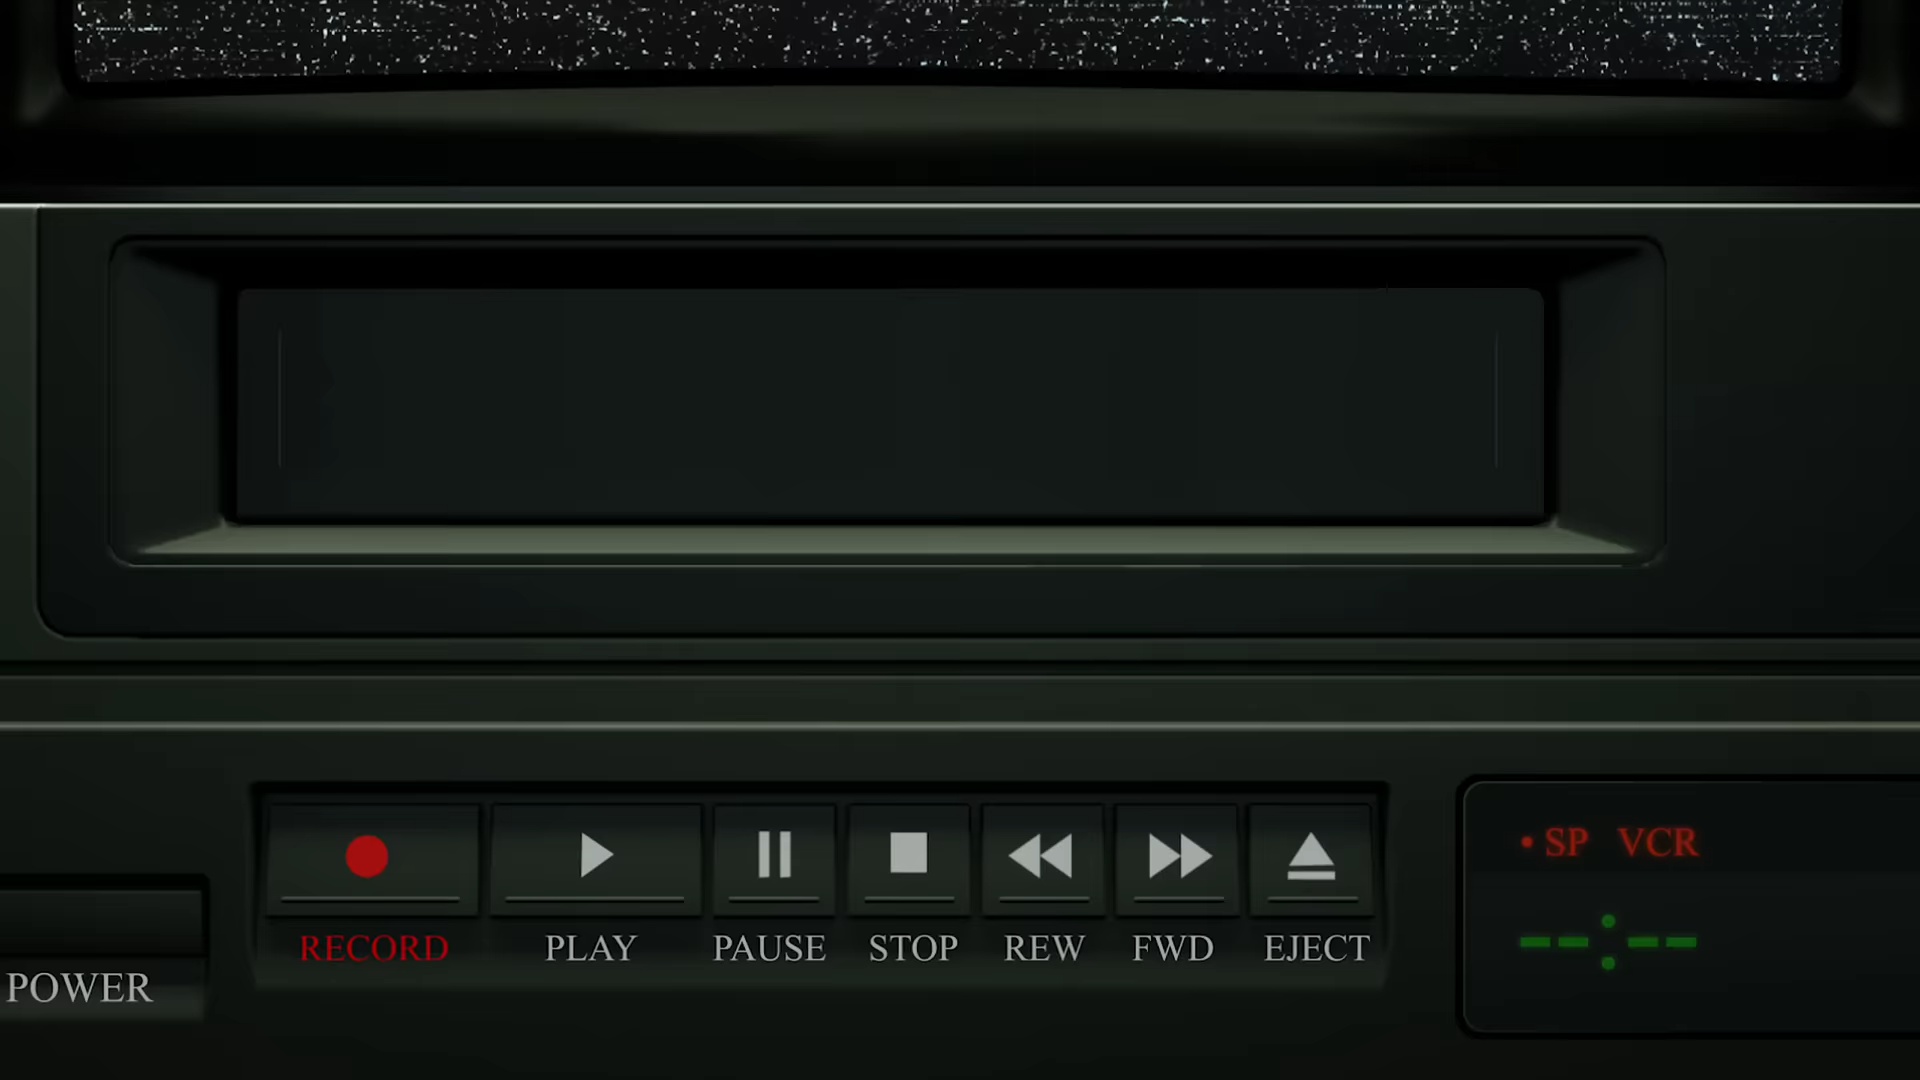 • SP VCR
--:--
RECORD PLAY PAUSE STOP REW FWD EJECT
POWER